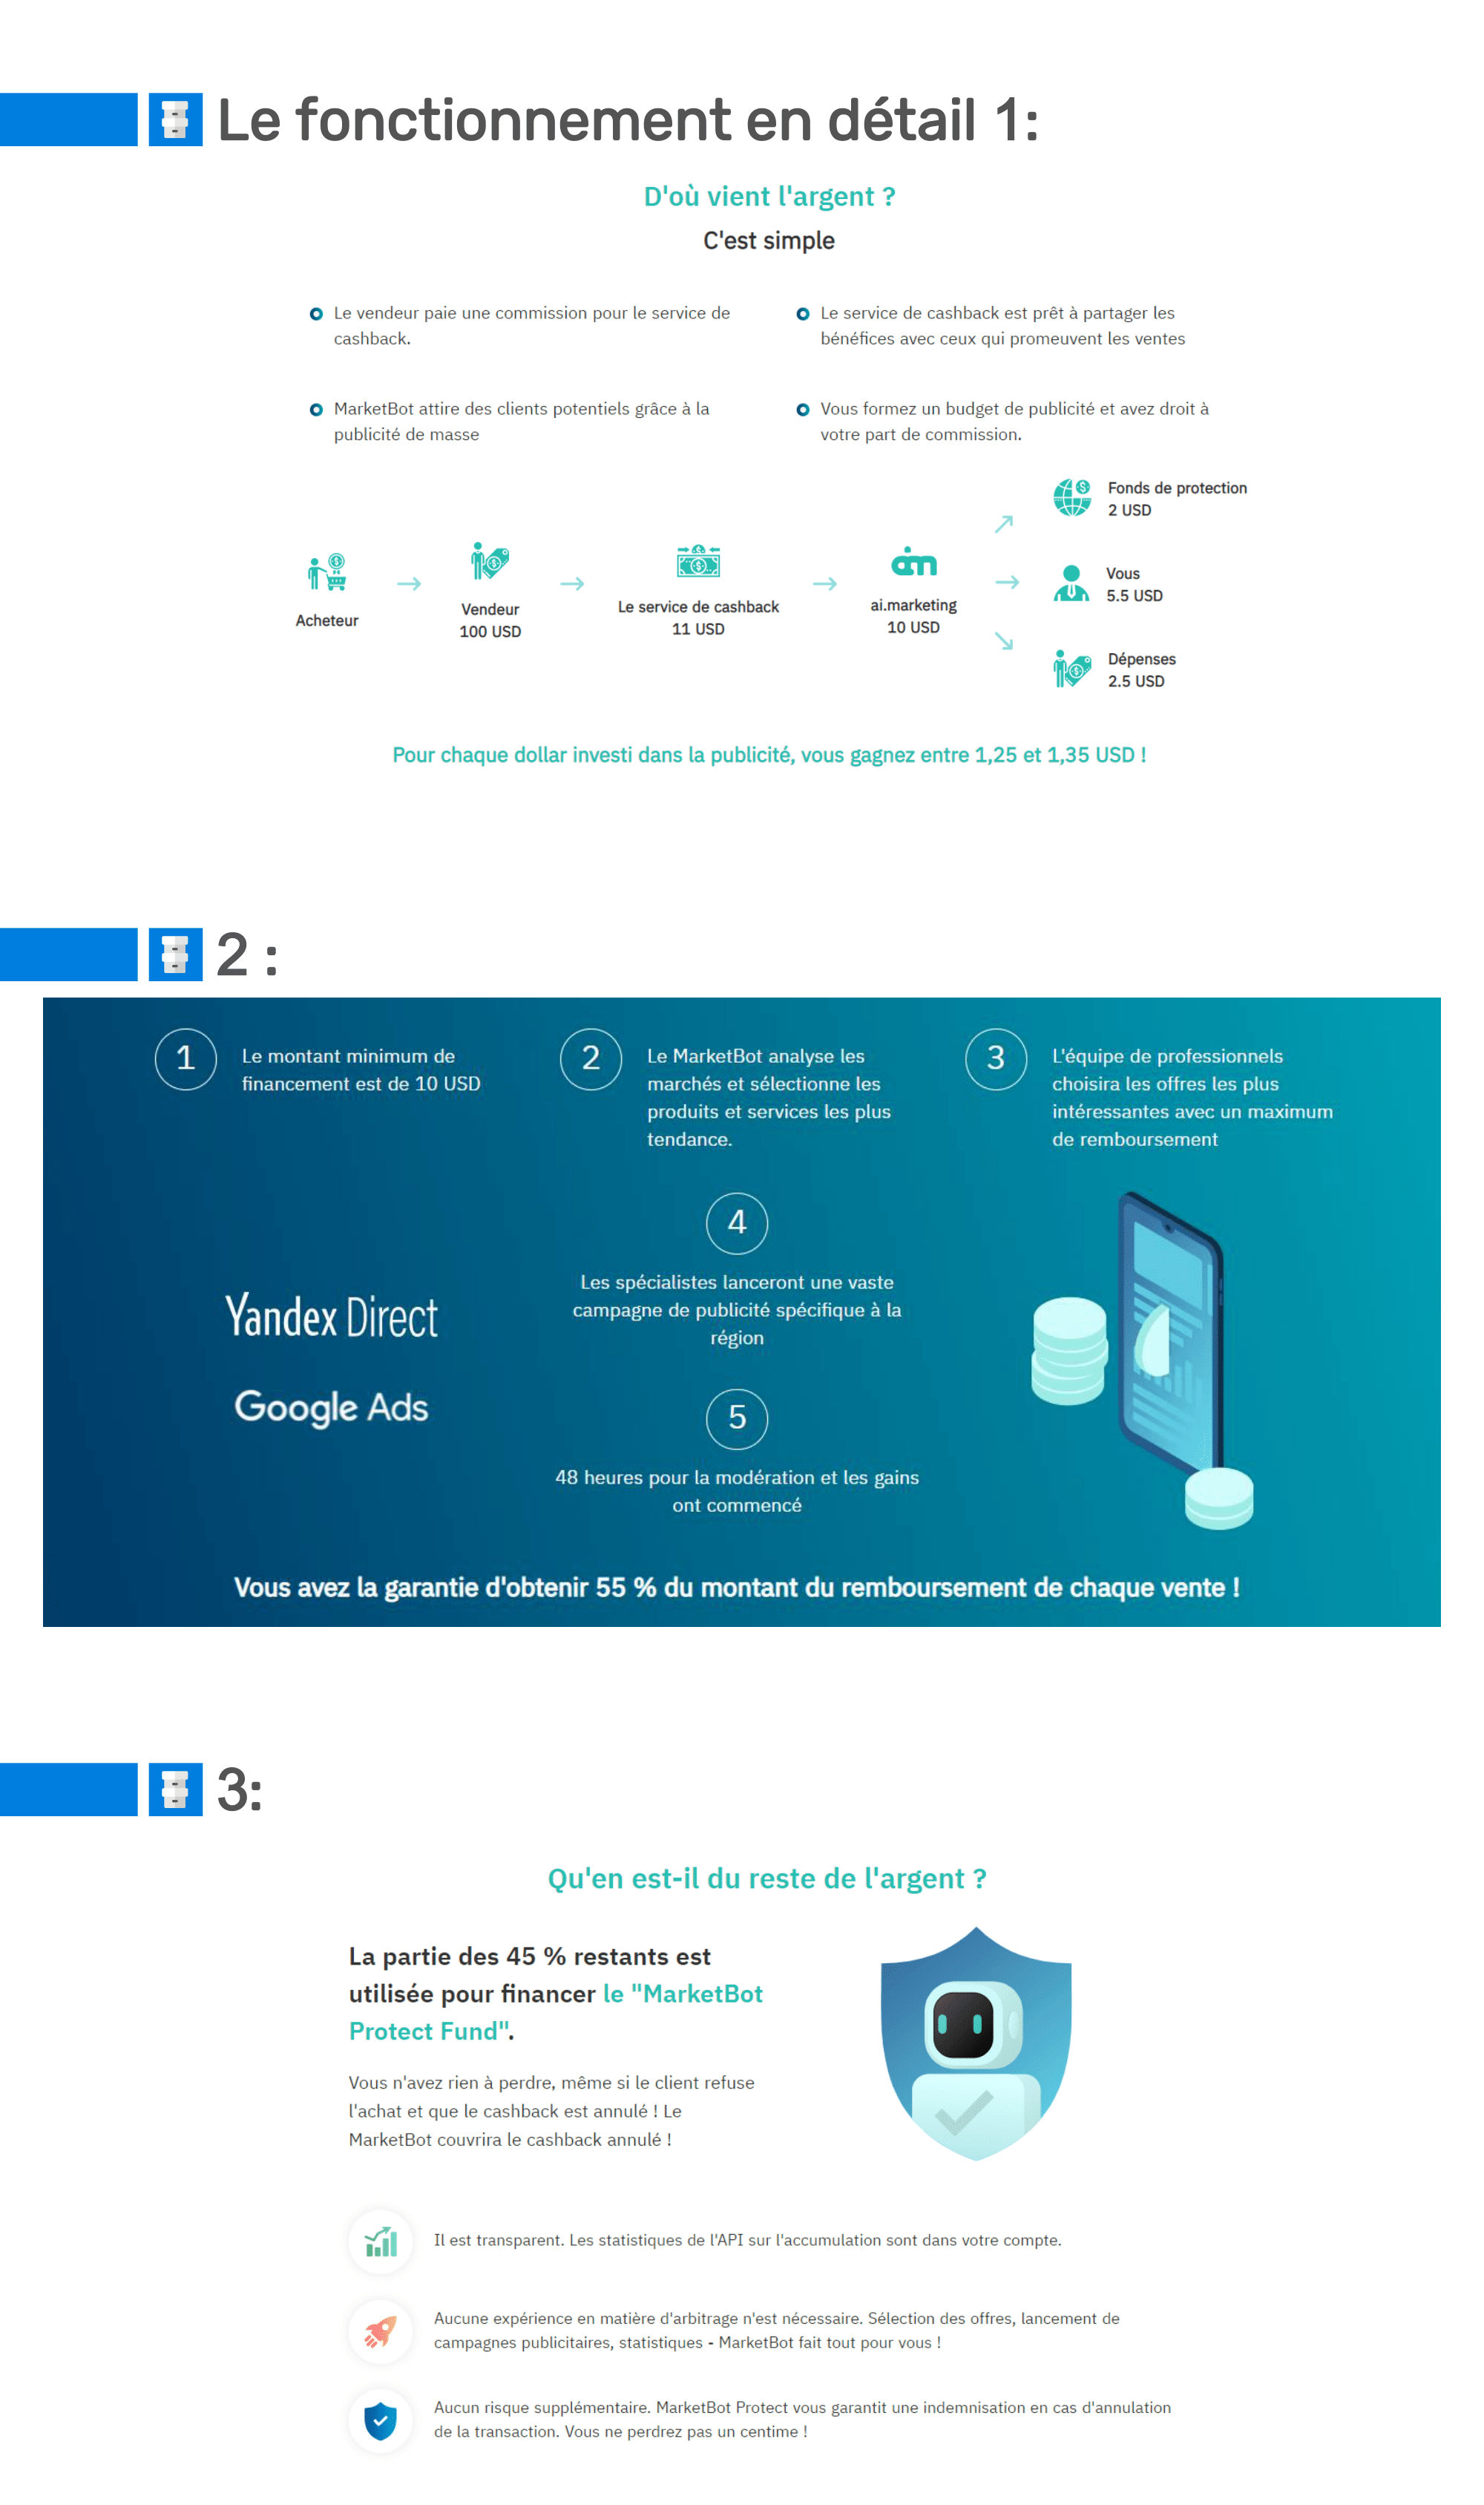 Le fonctionnement en détail 1:
D'où vient l'argent ?
C'est simple
Le vendeur paie une commission pour le service de
cashback.
Le service de cashback est prêt à partager les
bénéfices avec ceux qui promeuvent les ventes
MarketBot attire des clients potentiels grâce à la
publicité de masse
Vous formez un budget de publicité et avez droit à
votre part de commission.
Acheteur
Vendeur
100 USD
Le service de cashback
11 USD
aim
ai.marketing
10 USD
Fonds de protection
2 USD
Vous
5.5 USD
Dépenses
2.5 USD
Pour chaque dollar investi dans la publicité, vous gagnez entre 1,25 et 1,35 USD !
2 :
1
Le montant minimum de
financement est de 10 USD
2
Le MarketBot analyse les
marchés et sélectionne les
produits et services les plus
tendance.
3
L'équipe de professionnels
choisira les offres les plus
intéressantes avec un maximum
de remboursement
Yandex Direct
Google Ads
4
Les spécialistes lanceront une vaste
campagne de publicité spécifique à la
région
5
48 heures pour la modération et les gains
ont commencé
Vous avez la garantie d'obtenir 55 % du montant du remboursement de chaque vente !
3:
Qu'en est-il du reste de l'argent ?
La partie des 45 % restants est
utilisée pour financer le "MarketBot
Protect Fund".
Vous n'avez rien à perdre, même si le client refuse
l'achat et que le cashback est annulé ! Le
MarketBot couvrira le cashback annulé !
Il est transparent. Les statistiques de l'API sur l'accumulation sont dans votre compte.
Aucune expérience en matière d'arbitrage n'est nécessaire. Sélection des offres, lancement de
campagnes publicitaires, statistiques - MarketBot fait tout pour vous !
Aucun risque supplémentaire. MarketBot Protect vous garantit une indemnisation en cas d'annulation
de la transaction. Vous ne perdrez pas un centime !